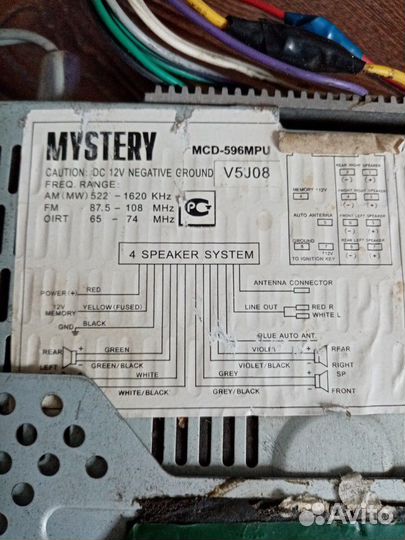 MYSTERY
MCD-596MPU
CAUTION: DC 12V NEGATIVE GROUND
V5J08
FREQ. RANGE:
AM (MW) 522 - 1620 KHz
FM 87.5 - 108 MHz
OIRT 65 - 74 MHz
MEMORY +12V
AUTO ANTENNA
GROUND
+12V
TO IGNITION KEY
REAR RIGHT SPEAKER
(-) (+)
FRONT RIGHT SPEAKER
(-) (+)
FRONT LEFT SPEAKER
(-) (+)
REAR LEFT SPEAKER
(-) (+)
4 SPEAKER SYSTEM
POWER(+) RED
12V MEMORY YELLOW(FUSED)
GND BLACK
ANTENNA CONNECTOR
LINE OUT RED R
WHITE L
BLUE AUTO ANT.
REAR LEFT
+ GREEN
- GREEN/BLACK
WHITE
WHITE/BLACK
VIOLET +
VIOLET/BLACK -
GREY +
GREY/BLACK -
REAR
RIGHT
SP
FRONT
Avito